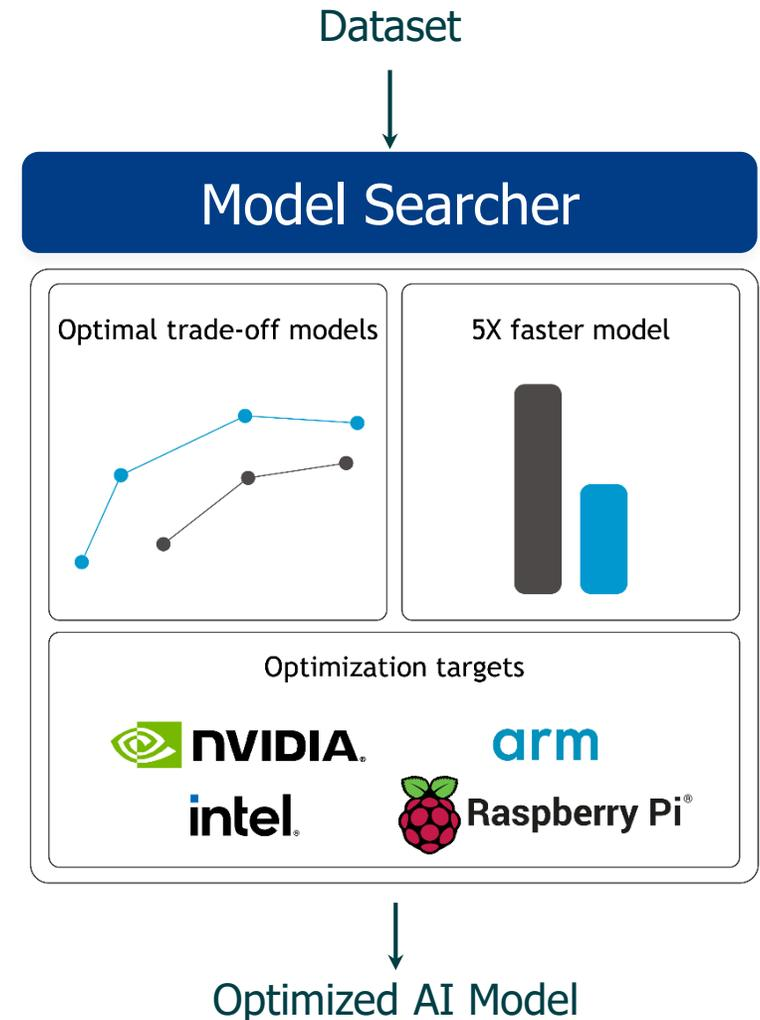 Dataset
Model Searcher
Optimal trade-off models
5X faster model
Optimization targets
NVIDIA.
arm
intel.
Raspberry Pi®
Optimized AI Model